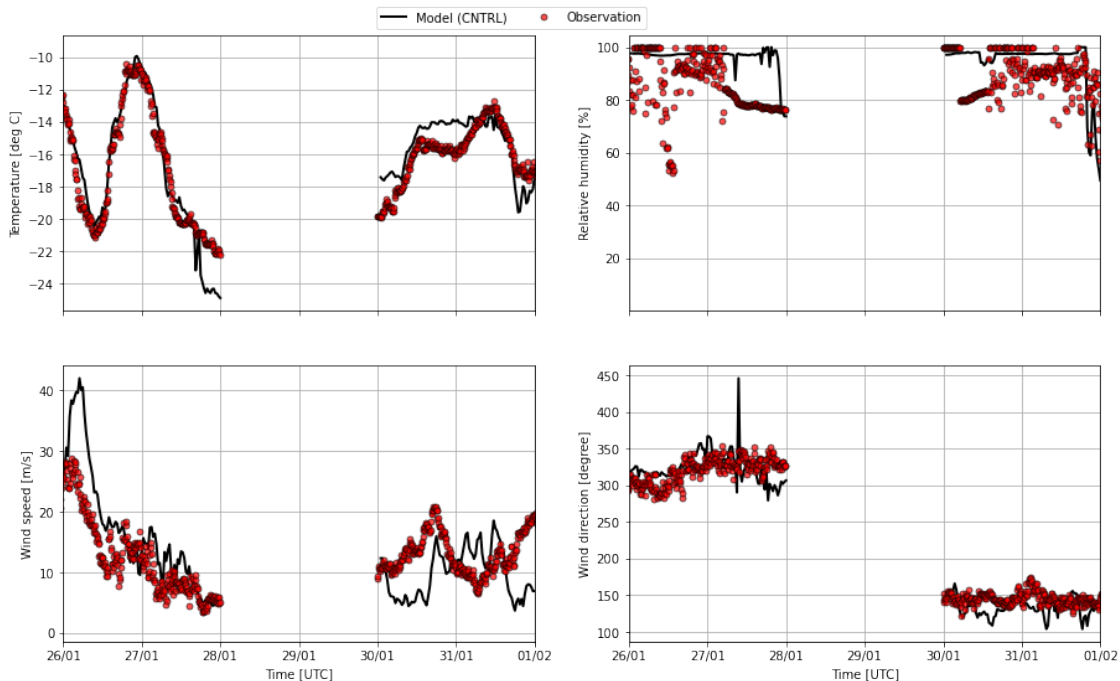 Model (CNTRL) Observation
Temperature [deg C]
−10
−12
−14
−16
−18
−20
−22
−24
Relative humidity [%]
100
80
60
40
20
Wind speed [m/s]
40
30
20
10
0
26/01 27/01 28/01 29/01 30/01 31/01 01/02
Time [UTC]
Wind direction [degree]
450
400
350
300
250
200
150
100
26/01 27/01 28/01 29/01 30/01 31/01 01/02
Time [UTC]